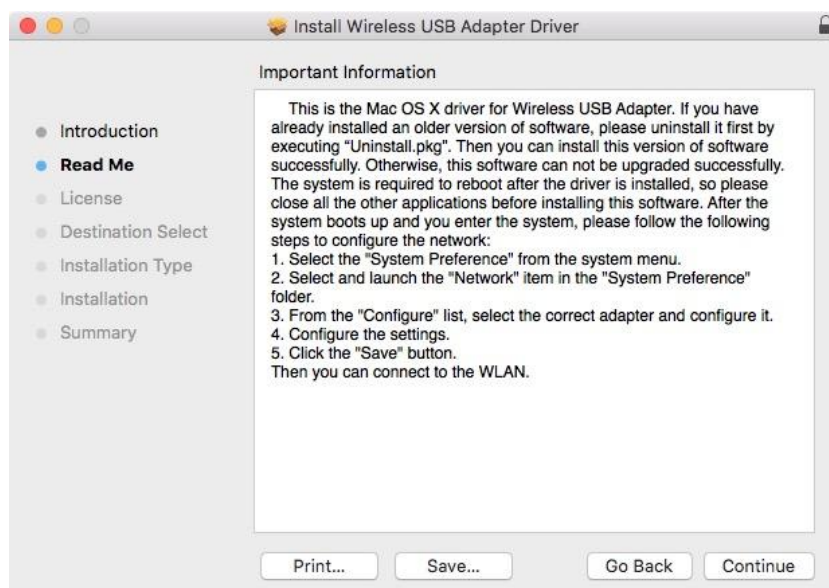 Install Wireless USB Adapter Driver
Important Information
Introduction
Read Me
License
Destination Select
Installation Type
Installation
Summary
This is the Mac OS X driver for Wireless USB Adapter. If you have
already installed an older version of software, please uninstall it first by
executing “Uninstall.pkg". Then you can install this version of software
successfully. Otherwise, this software can not be upgraded successfully.
The system is required to reboot after the driver is installed, so please
close all the other applications before installing this software. After the
system boots up and you enter the system, please follow the following
steps to configure the network:
1. Select the "System Preference" from the system menu.
2. Select and launch the "Network" item in the "System Preference"
folder.
3. From the "Configure" list, select the correct adapter and configure it.
4. Configure the settings.
5. Click the "Save" button.
Then you can connect to the WLAN.
Print... Save... Go Back Continue